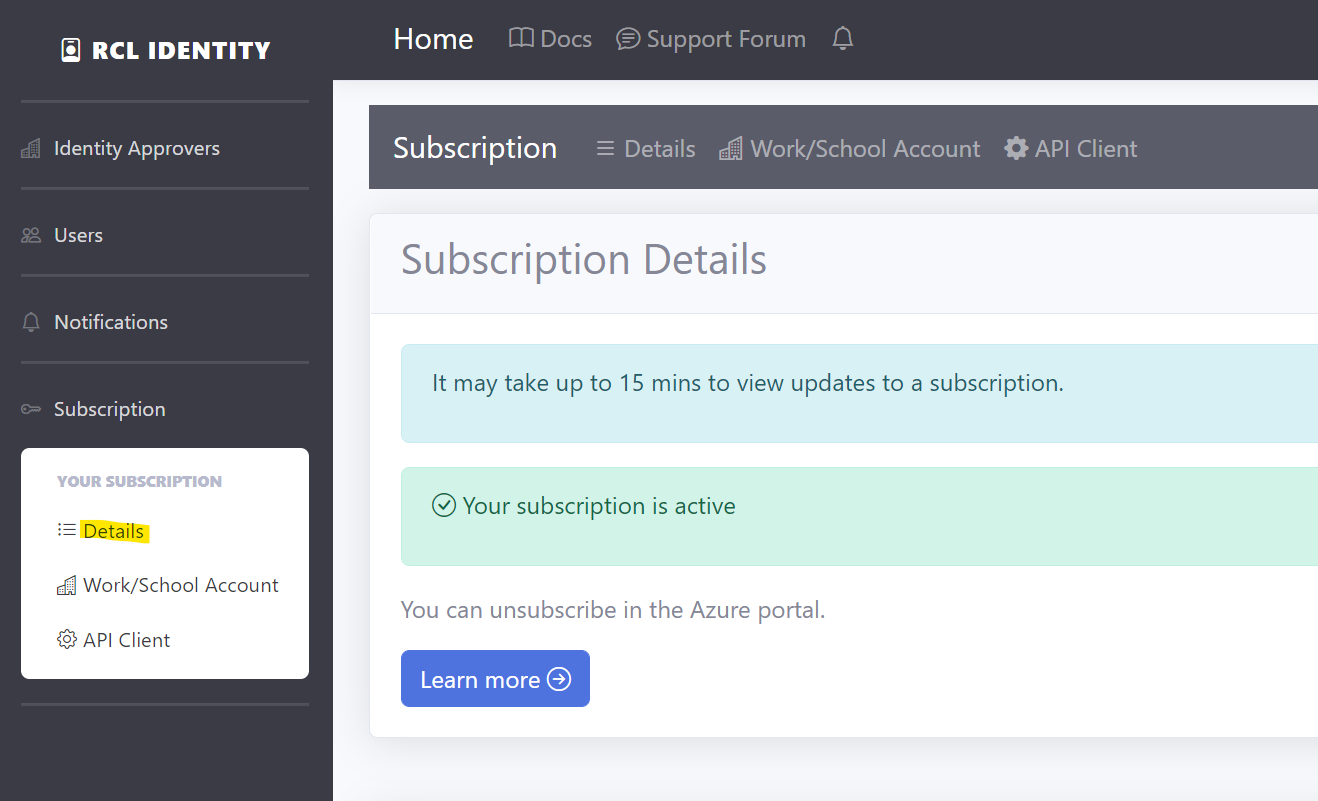 RCL IDENTITY
Identity Approvers
Users
Notifications
Subscription
YOUR SUBSCRIPTION
Details
Work/School Account
API Client
Home Docs Support Forum
Subscription Details Work/School Account API Client
Subscription Details
It may take up to 15 mins to view updates to a subscription.
Your subscription is active
You can unsubscribe in the Azure portal.
Learn more